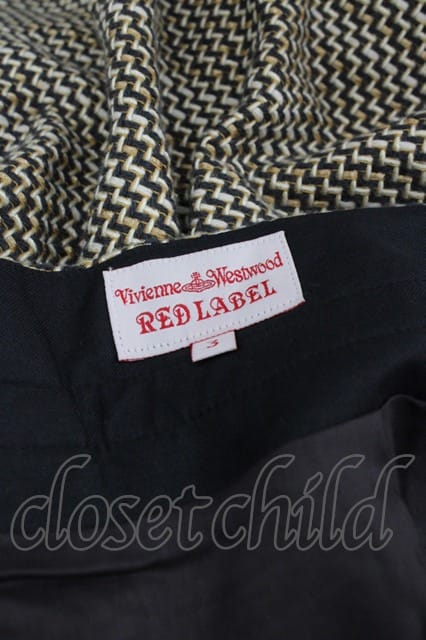 Vivienne Westwood
RED LABEL
3
closet child